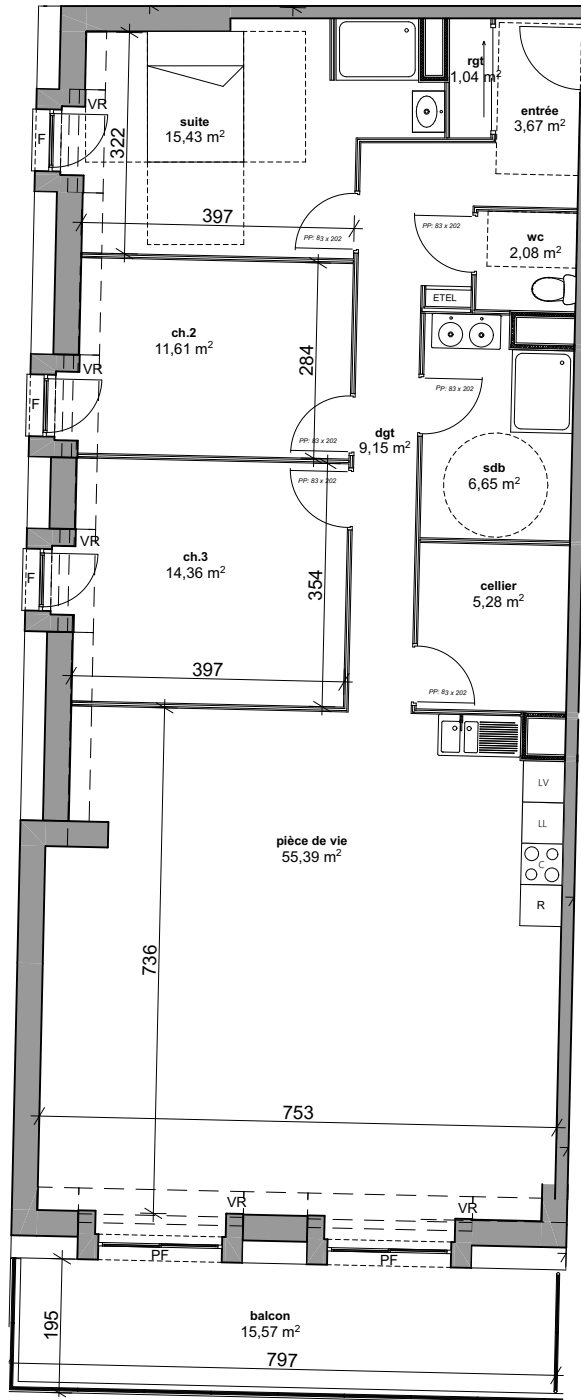 rgt
1,04 m²
entrée
3,67 m²
VR
suite
15,43 m²
F
322
397
PP: 83 x 202
PP: 83 x 202
wc
2,08 m²
ETEL
ch.2
11,61 m²
284
VR
F
PP: 83 x 202
dgt
9,15 m²
PP: 83 x 202
sdb
6,65 m²
PP: 83 x 202
VR
F
ch.3
14,36 m²
354
cellier
5,28 m²
397
PP: 83 x 202
LV
LL
C
R
pièce de vie
55,39 m²
736
753
VR
VR
PF
PF
balcon
15,57 m²
195
797